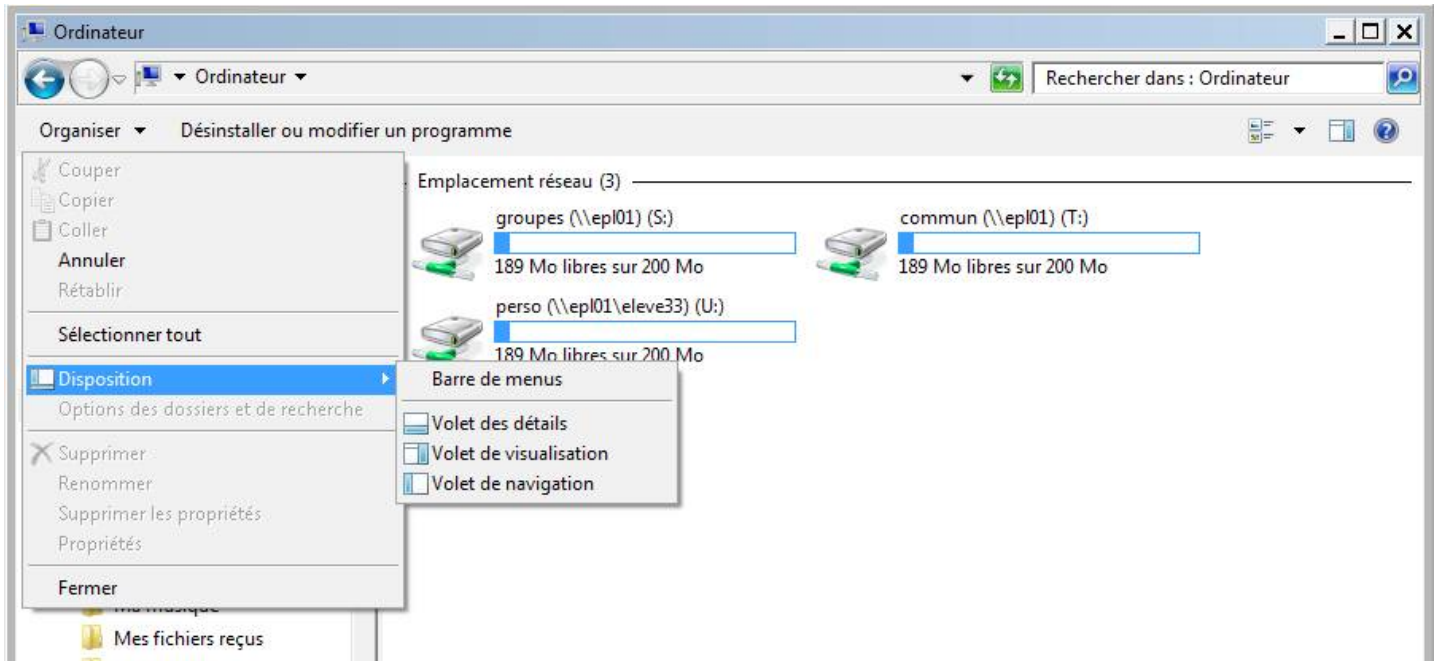 Ordinateur
Ordinateur
Rechercher dans : Ordinateur
Organiser
Désinstaller ou modifier un programme
Couper
Copier
Coller
Annuler
Rétablir
Sélectionner tout
Disposition
Options des dossiers et de recherche
Supprimer
Renommer
Supprimer les propriétés
Propriétés
Fermer
Barre de menus
Volet des détails
Volet de visualisation
Volet de navigation
Emplacement réseau (3)
groupes (\\epl01) (S:)
189 Mo libres sur 200 Mo
commun (\\epl01) (T:)
189 Mo libres sur 200 Mo
perso (\\epl01\eleve33) (U:)
189 Mo libres sur 200 Mo
Ma musique
Mes fichiers reçus